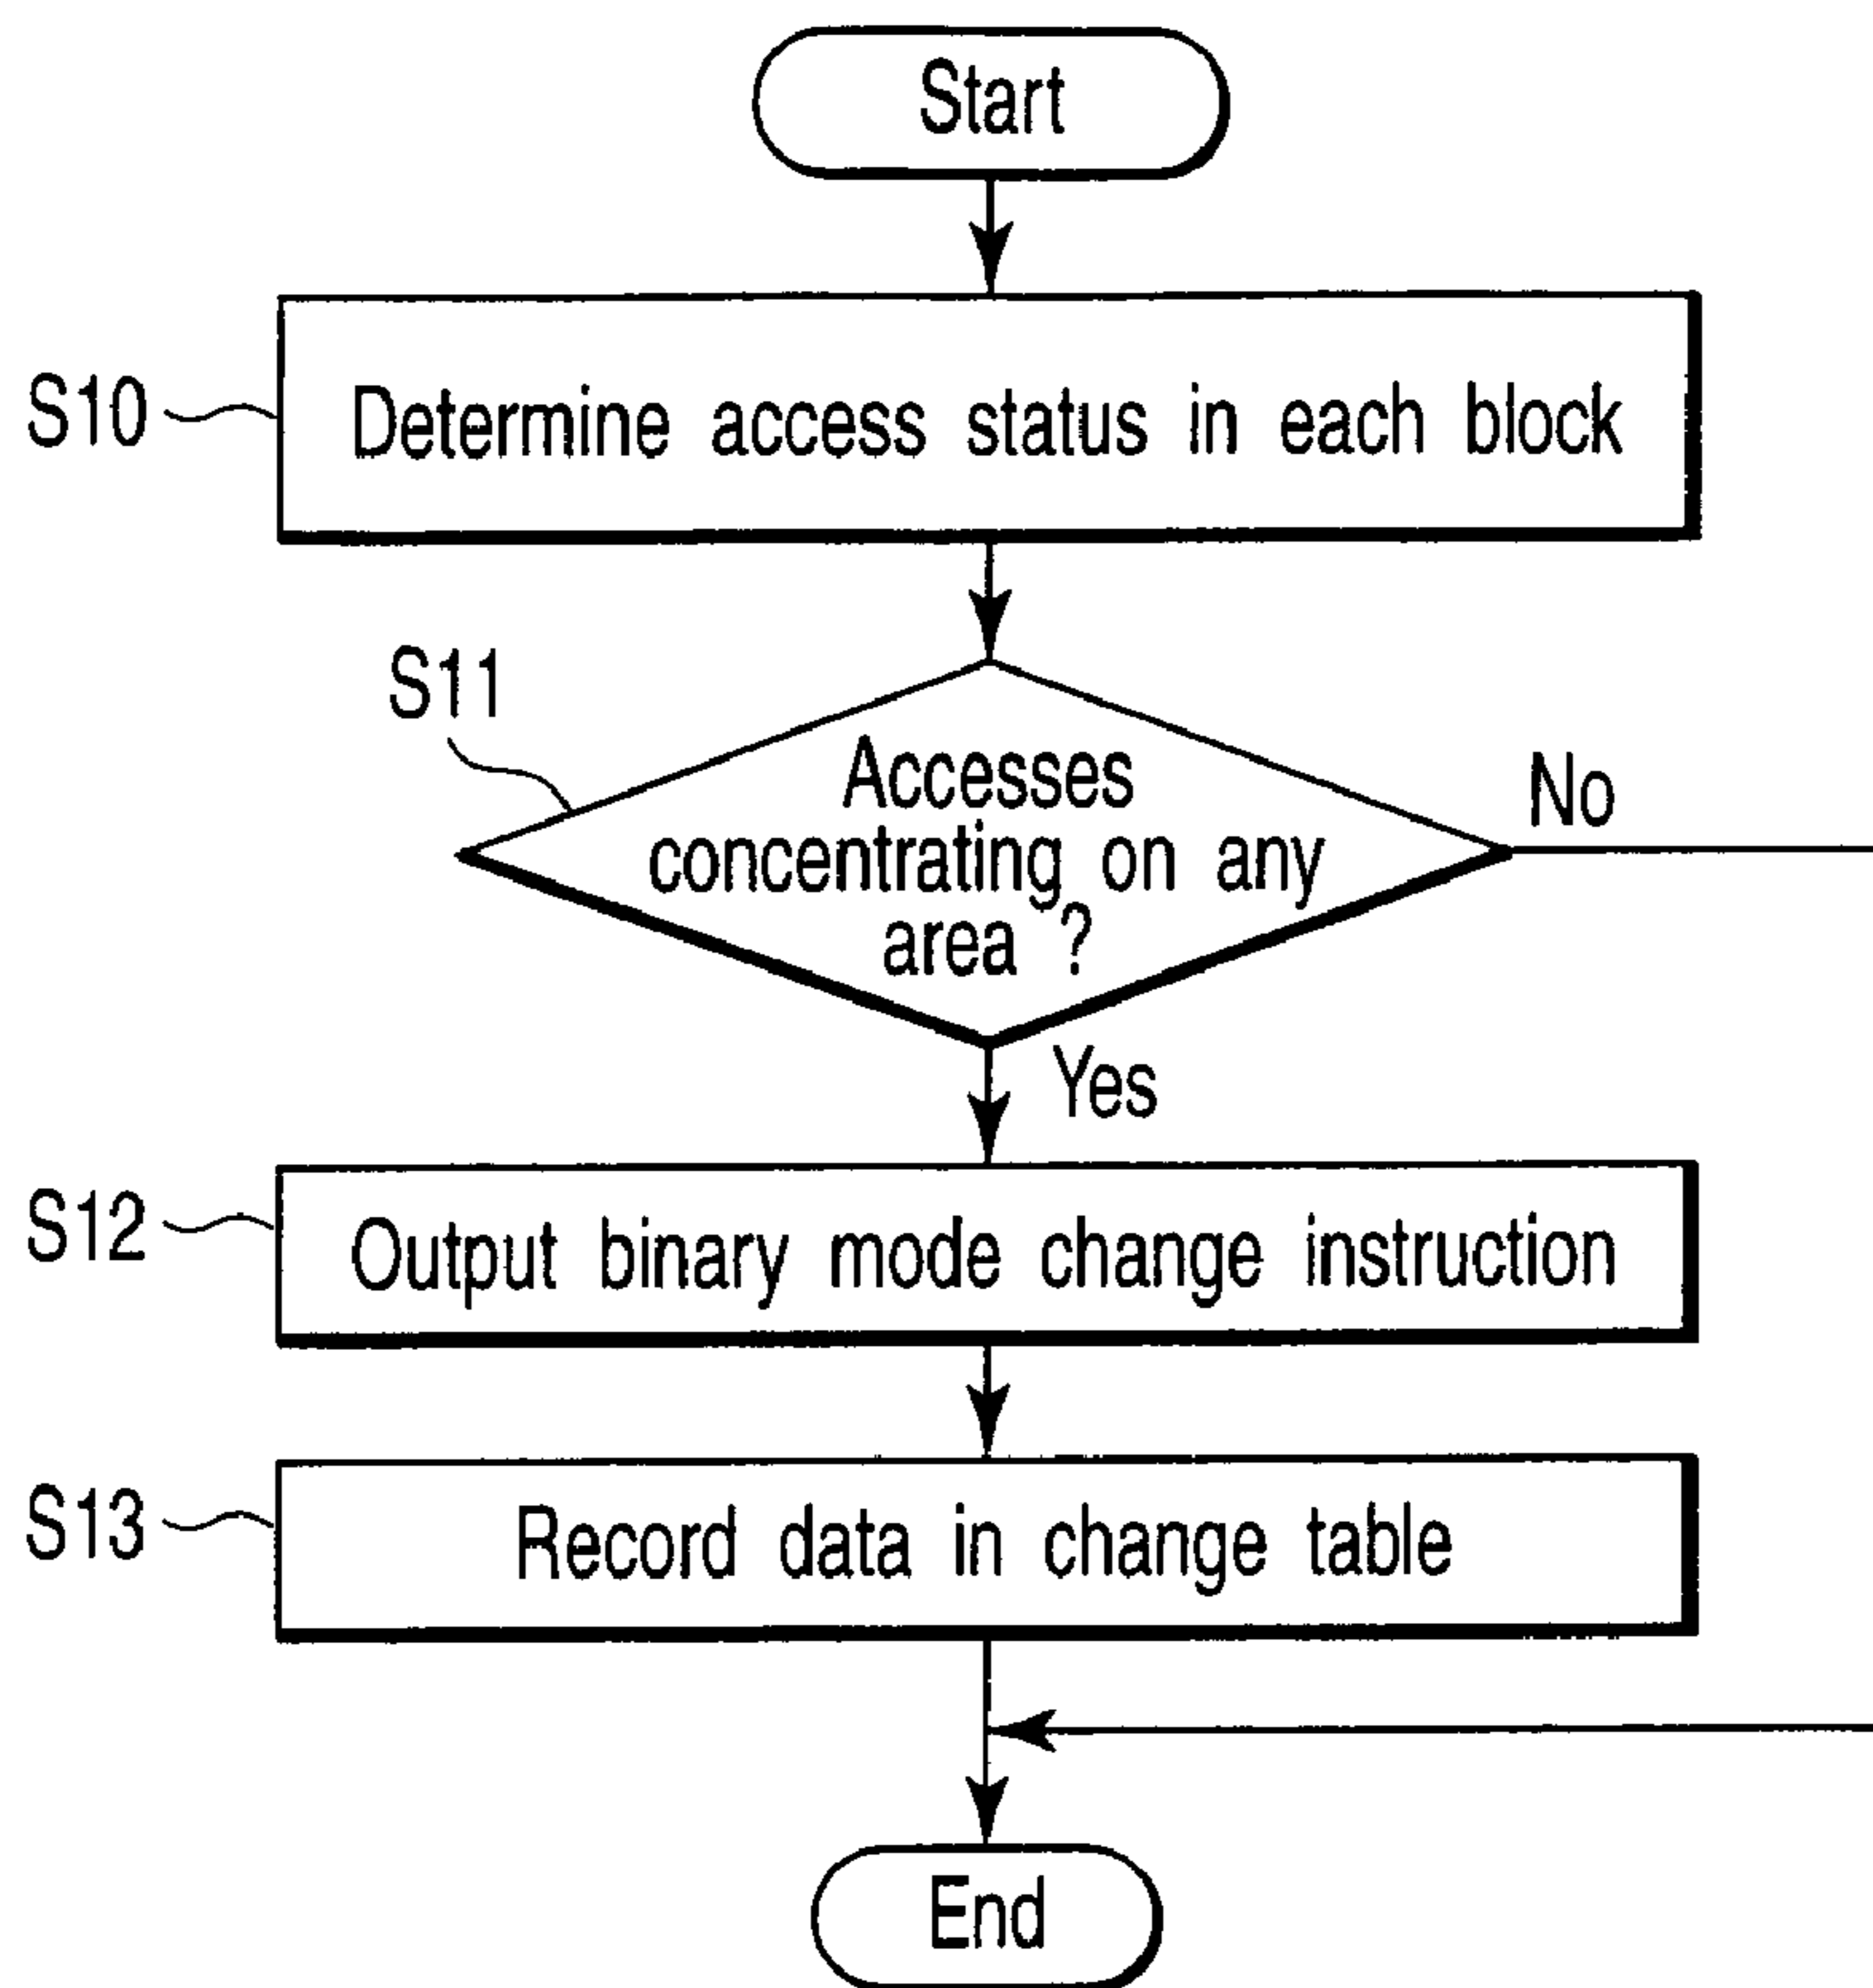 Start
S10
Determine access status in each block
S11
Accesses
concentrating on any
area ?
No
Yes
S12
Output binary mode change instruction
S13
Record data in change table
End